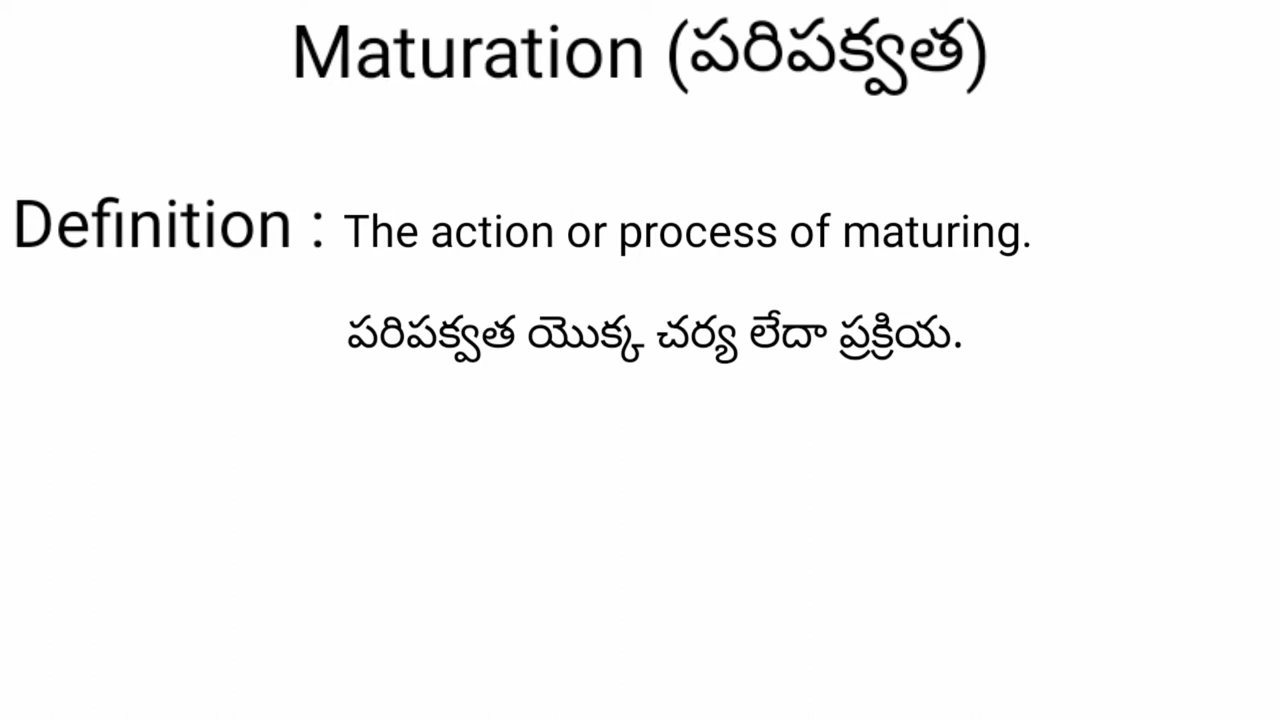 Maturation (పరిపక్వత)
Definition : The action or process of maturing.
పరిపక్వత యొక్క చర్య లేదా ప్రక్రియ.